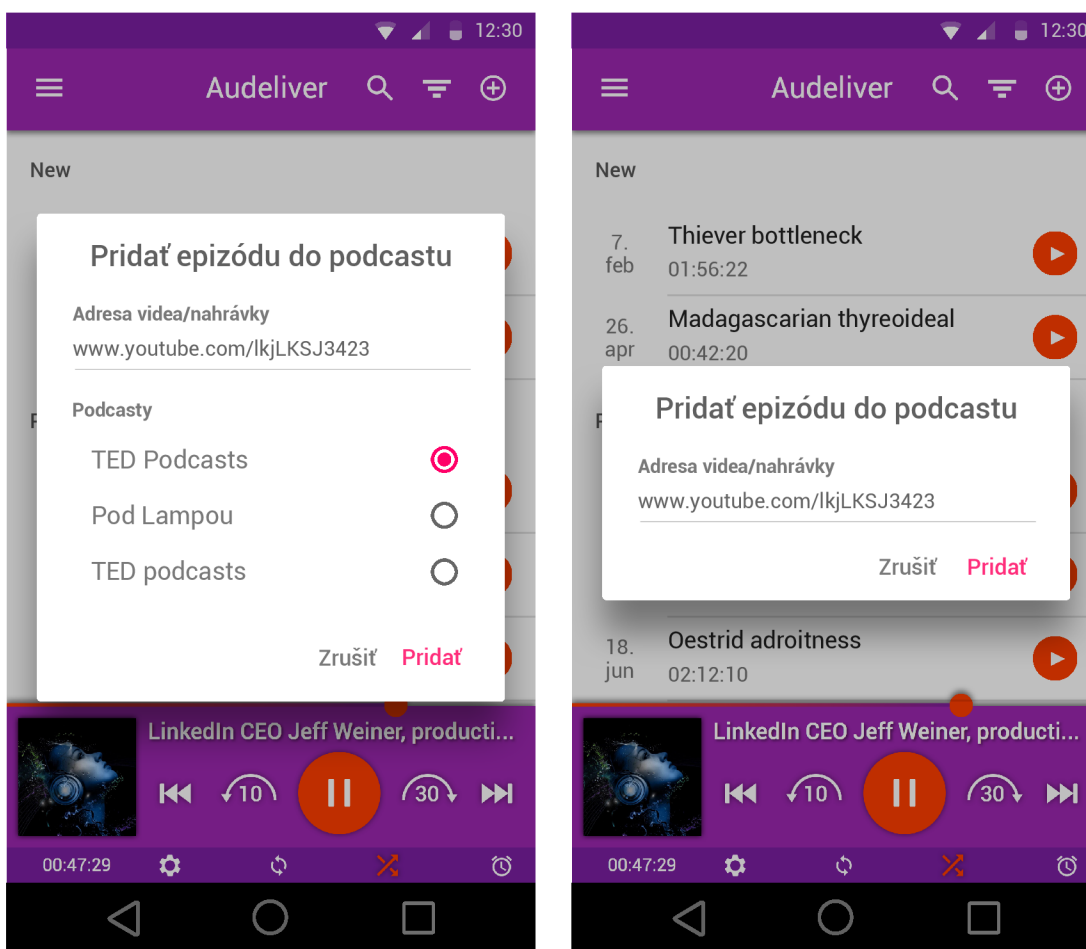 12:30
Audeliver
New
Pridať epizódu do podcastu
Adresa videa/nahrávky
www.youtube.com/lkjLKSJ3423
Podcasty
TED Podcasts
Pod Lampou
TED podcasts
Zrušiť Pridať
LinkedIn CEO Jeff Weiner, producti...
10
30
00:47:29
12:30
Audeliver
New
7. feb
Thiever bottleneck
01:56:22
26. apr
Madagascarian thyreoideal
00:42:20
Pridať epizódu do podcastu
Adresa videa/nahrávky
www.youtube.com/lkjLKSJ3423
Zrušiť Pridať
18. jun
Oestrid adroitness
02:12:10
LinkedIn CEO Jeff Weiner, producti...
10
30
00:47:29